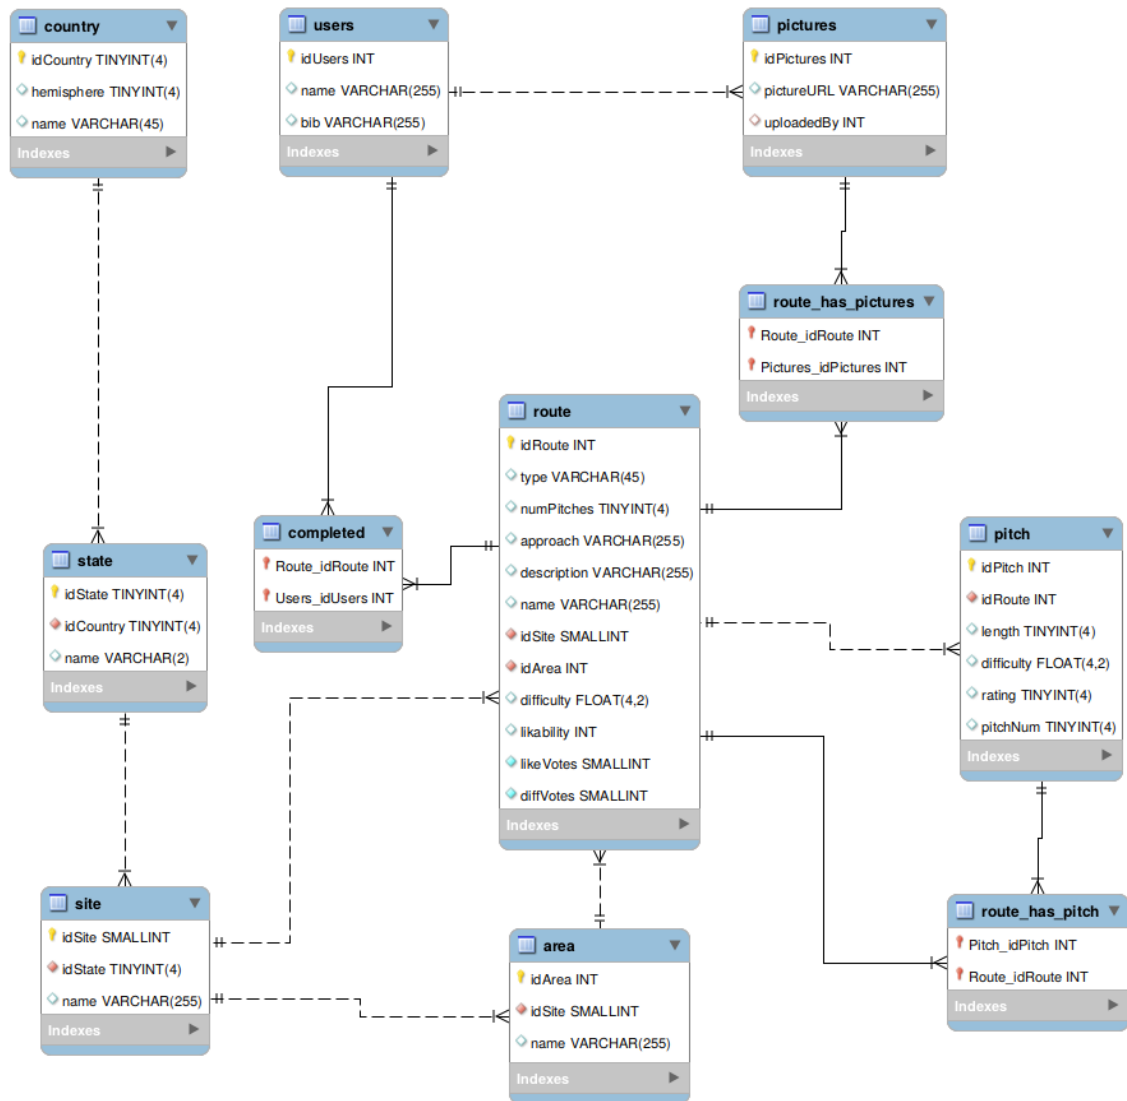 country
idCountry TINYINT(4)
hemisphere TINYINT(4)
name VARCHAR(45)
Indexes
users
idUsers INT
name VARCHAR(255)
bib VARCHAR(255)
Indexes
pictures
idPictures INT
pictureURL VARCHAR(255)
uploadedBy INT
Indexes
route_has_pictures
Route_idRoute INT
Pictures_idPictures INT
Indexes
route
idRoute INT
type VARCHAR(45)
numPitches TINYINT(4)
approach VARCHAR(255)
description VARCHAR(255)
name VARCHAR(255)
idSite SMALLINT
idArea INT
difficulty FLOAT(4,2)
likability INT
likeVotes SMALLINT
diffVotes SMALLINT
Indexes
completed
Route_idRoute INT
Users_idUsers INT
Indexes
pitch
idPitch INT
idRoute INT
length TINYINT(4)
difficulty FLOAT(4,2)
rating TINYINT(4)
pitchNum TINYINT(4)
Indexes
state
idState TINYINT(4)
idCountry TINYINT(4)
name VARCHAR(2)
Indexes
site
idSite SMALLINT
idState TINYINT(4)
name VARCHAR(255)
Indexes
area
idArea INT
idSite SMALLINT
name VARCHAR(255)
Indexes
route_has_pitch
Pitch_idPitch INT
Route_idRoute INT
Indexes